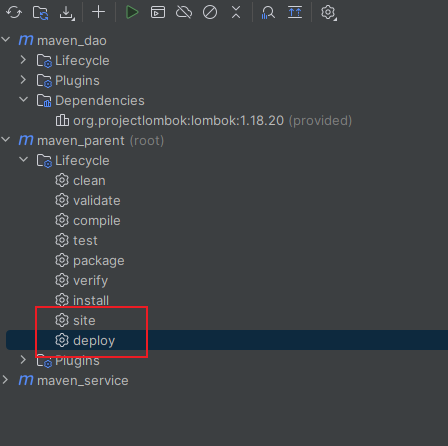 maven_dao
Lifecycle
Plugins
Dependencies
org.projectlombok:lombok:1.18.20 (provided)
maven_parent (root)
Lifecycle
clean
validate
compile
test
package
verify
install
site
deploy
Plugins
maven_service